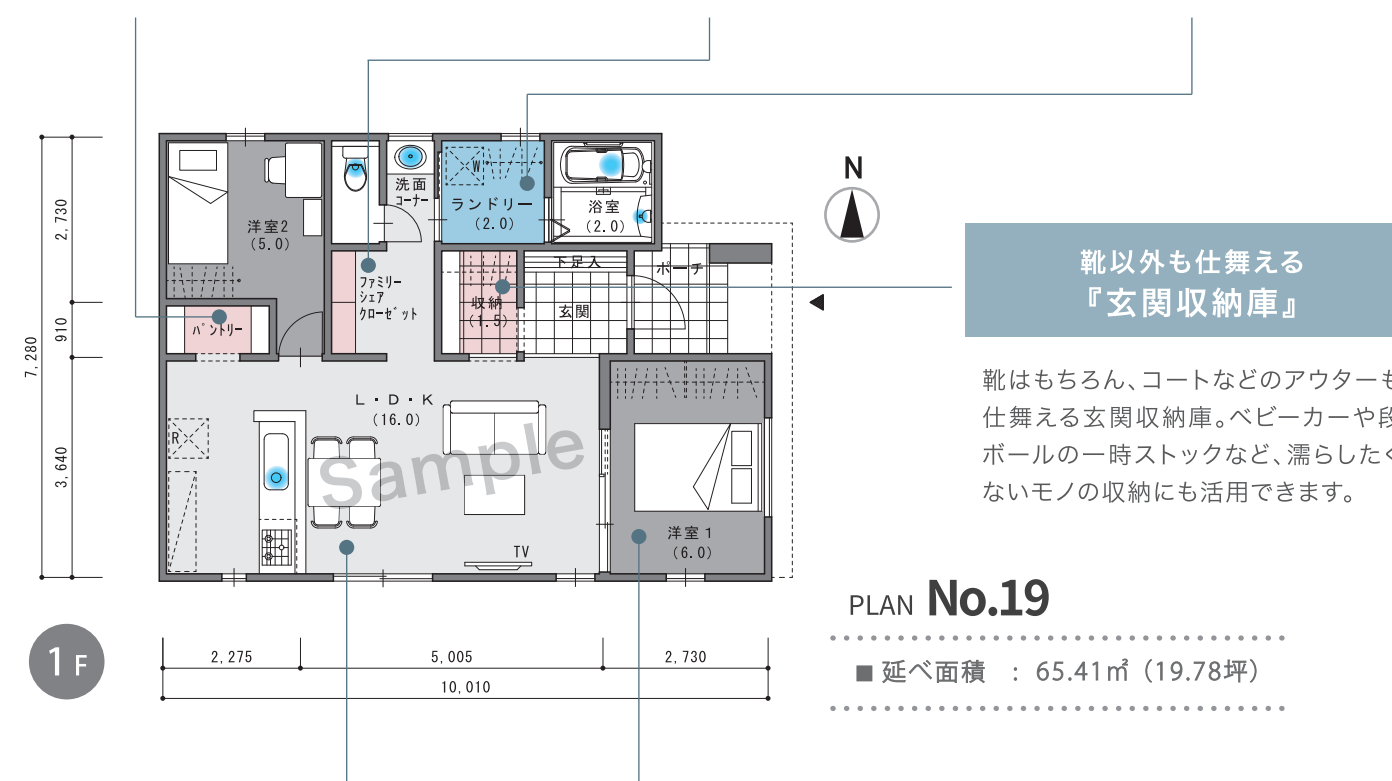 N
洗面
コーナー
W
ランドリー
(2.0)
浴室
(2.0)
洋室2
(5.0)
下足入
ポーチ
ファミリー
シェア
クローゼット
収納
(1.5)
玄関
パントリー
L・D・K
(16.0)
R
Sample
TV
洋室1
(6.0)
2,730
910
3,640
7,280
2,275
5,005
2,730
10,010
1F
靴以外も仕舞える
『玄関収納庫』
靴はもちろん、コートなどのアウターも
仕舞える玄関収納庫。ベビーカーや段
ボールの一時ストックなど、濡らしたく
ないモノの収納にも活用できます。
PLAN No.19
■ 延べ面積 : 65.41㎡（19.78坪）